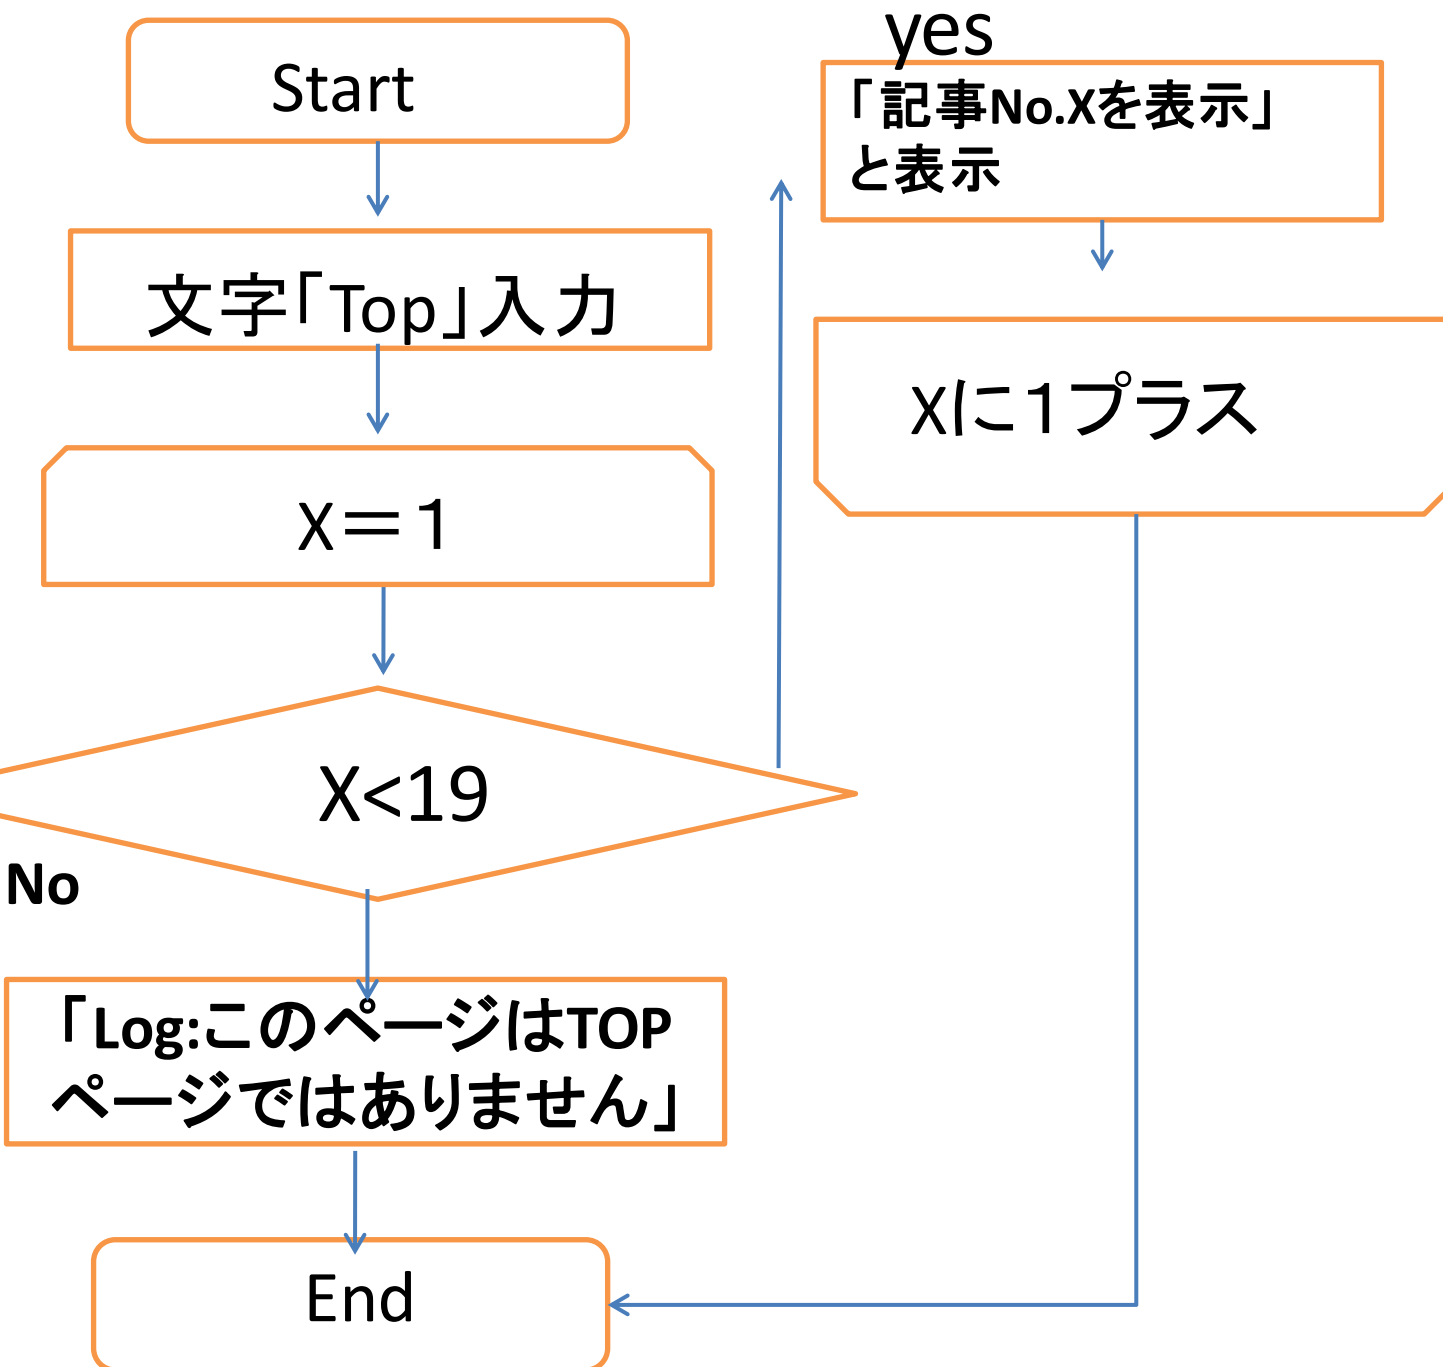 Start
文字「Top」入力
X＝１
X<19
No
「Log:このページはTOP
ページではありません」
End
yes
「記事No.Xを表示」
と表示
Xに１プラス